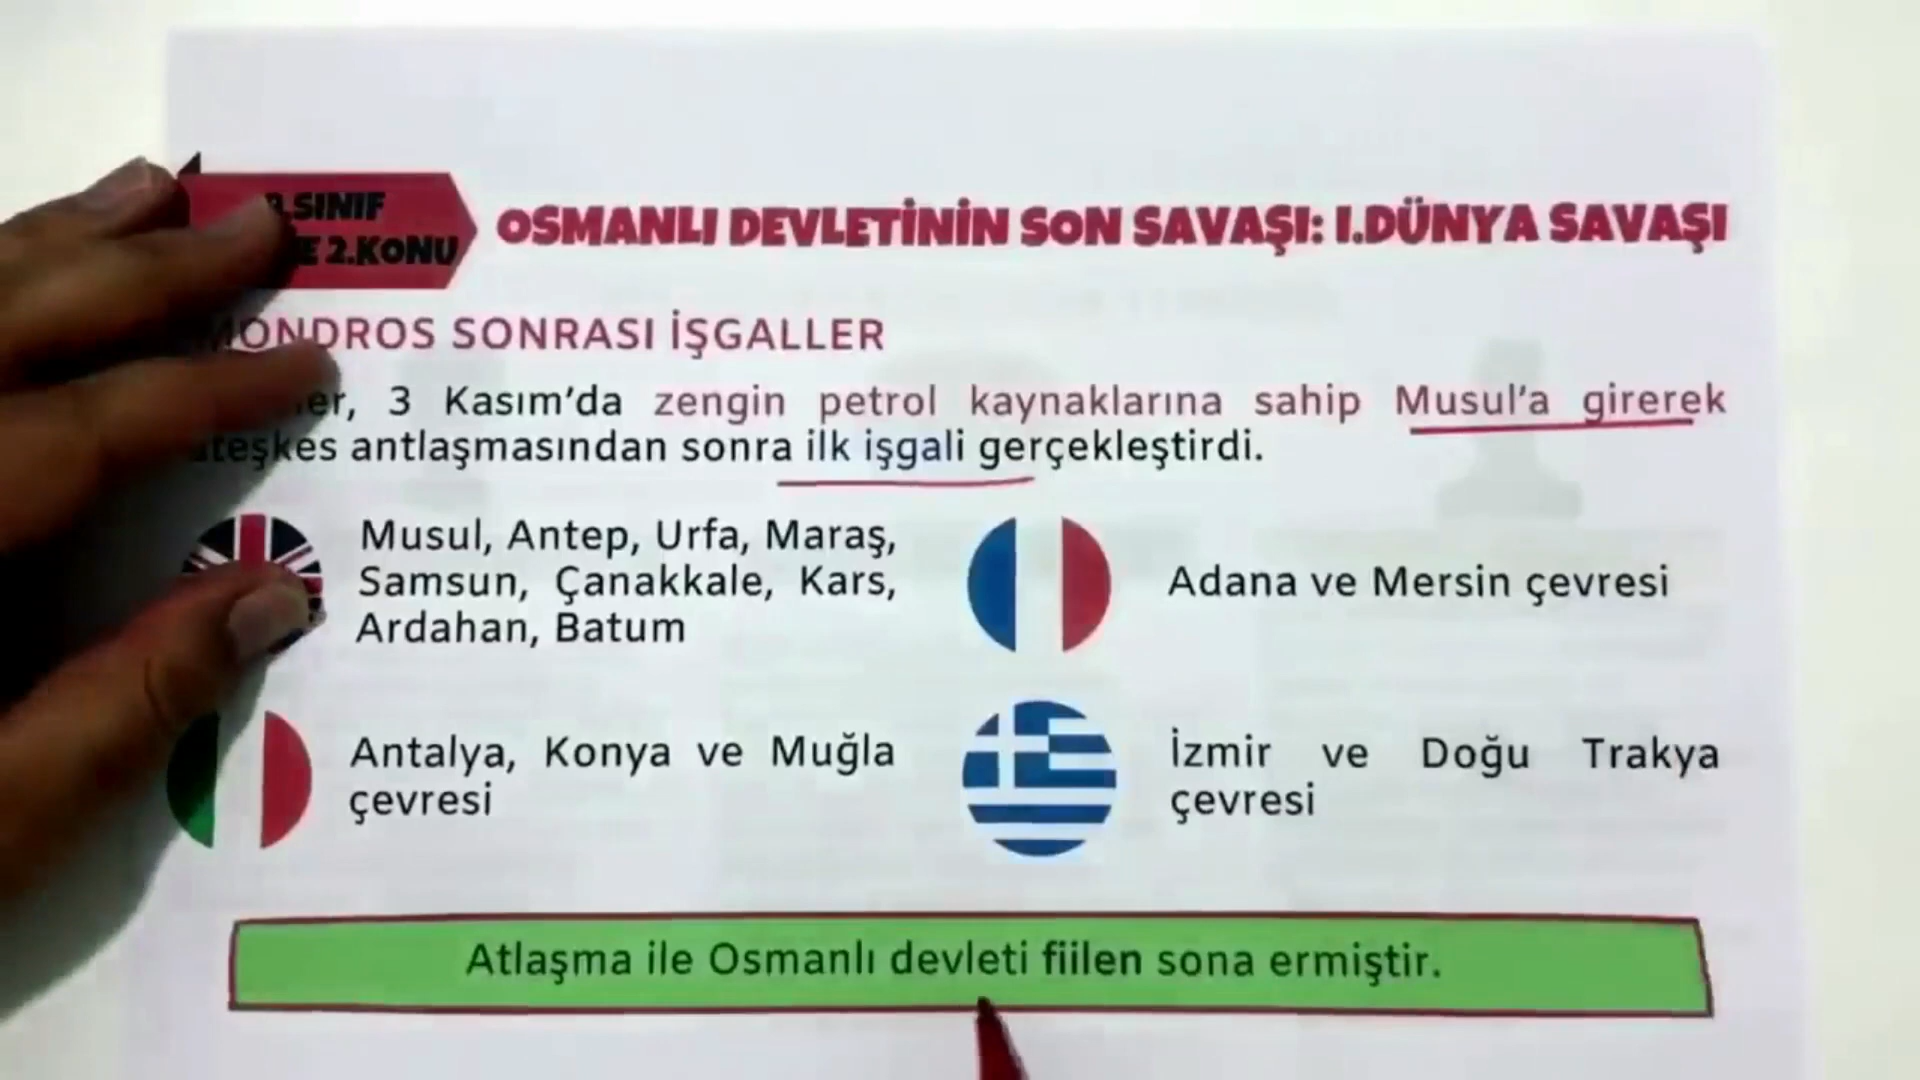 .SINIF
E 2.KONU
OSMANLI DEVLETİNİN SON SAVAŞI: I.DÜNYA SAVAŞI
MONDROS SONRASI İŞGALLER
3 Kasım'da zengin petrol kaynaklarına sahip Musul'a girerek
ateşkes antlaşmasından sonra ilk işgali gerçekleştirdi.
Musul, Antep, Urfa, Maraş,
Samsun, Çanakkale, Kars,
Ardahan, Batum
Adana ve Mersin çevresi
Antalya, Konya ve Muğla
çevresi
İzmir ve Doğu Trakya
çevresi
Atlaşma ile Osmanlı devleti fiilen sona ermiştir.